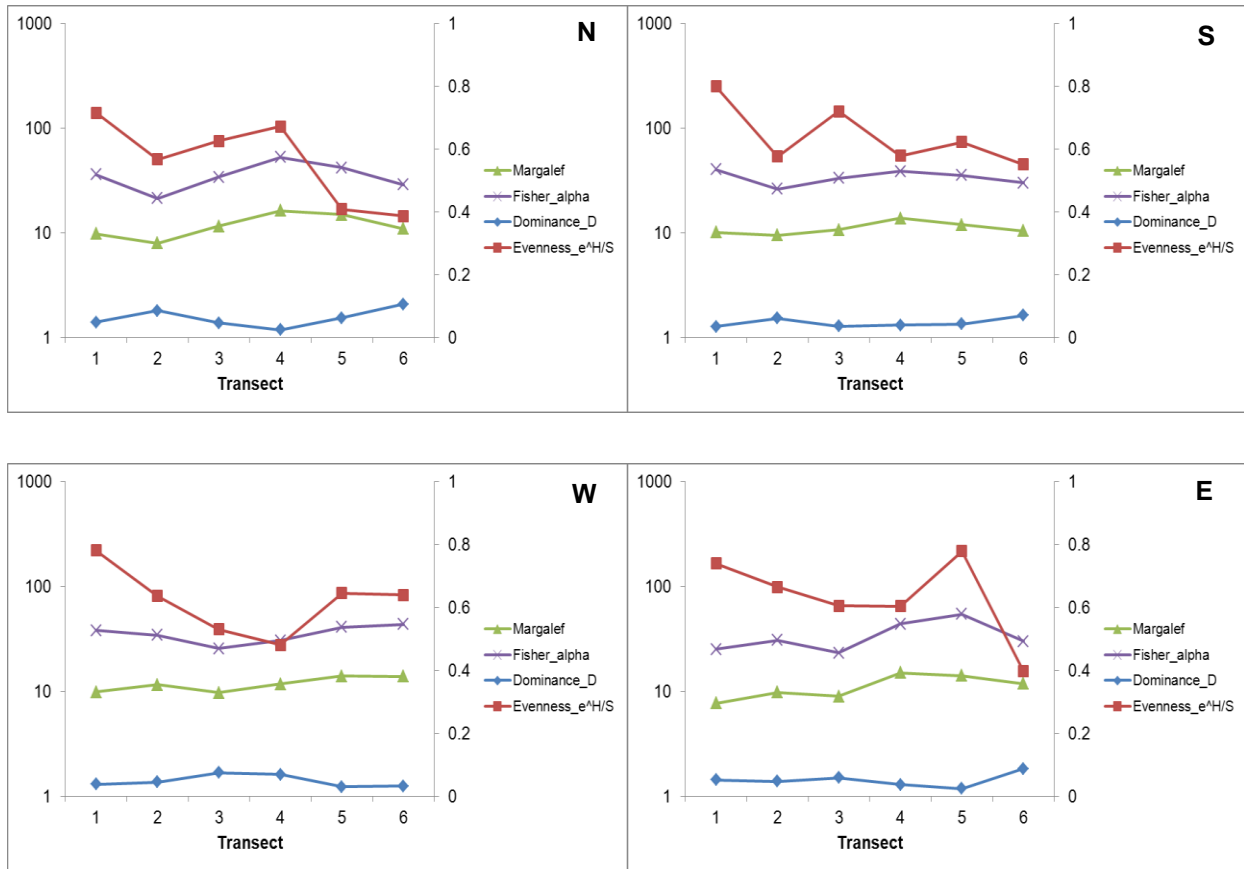 N
1000
100
10
1
1
0.8
0.6
0.4
0.2
0
1 2 3 4 5 6
Transect
Margalef
Fisher_alpha
Dominance_D
Evenness_e^H/S
S
1000
100
10
1
1
0.8
0.6
0.4
0.2
0
1 2 3 4 5 6
Transect
Margalef
Fisher_alpha
Dominance_D
Evenness_e^H/S
W
1000
100
10
1
1
0.8
0.6
0.4
0.2
0
1 2 3 4 5 6
Transect
Margalef
Fisher_alpha
Dominance_D
Evenness_e^H/S
E
1000
100
10
1
1
0.8
0.6
0.4
0.2
0
1 2 3 4 5 6
Transect
Margalef
Fisher_alpha
Dominance_D
Evenness_e^H/S